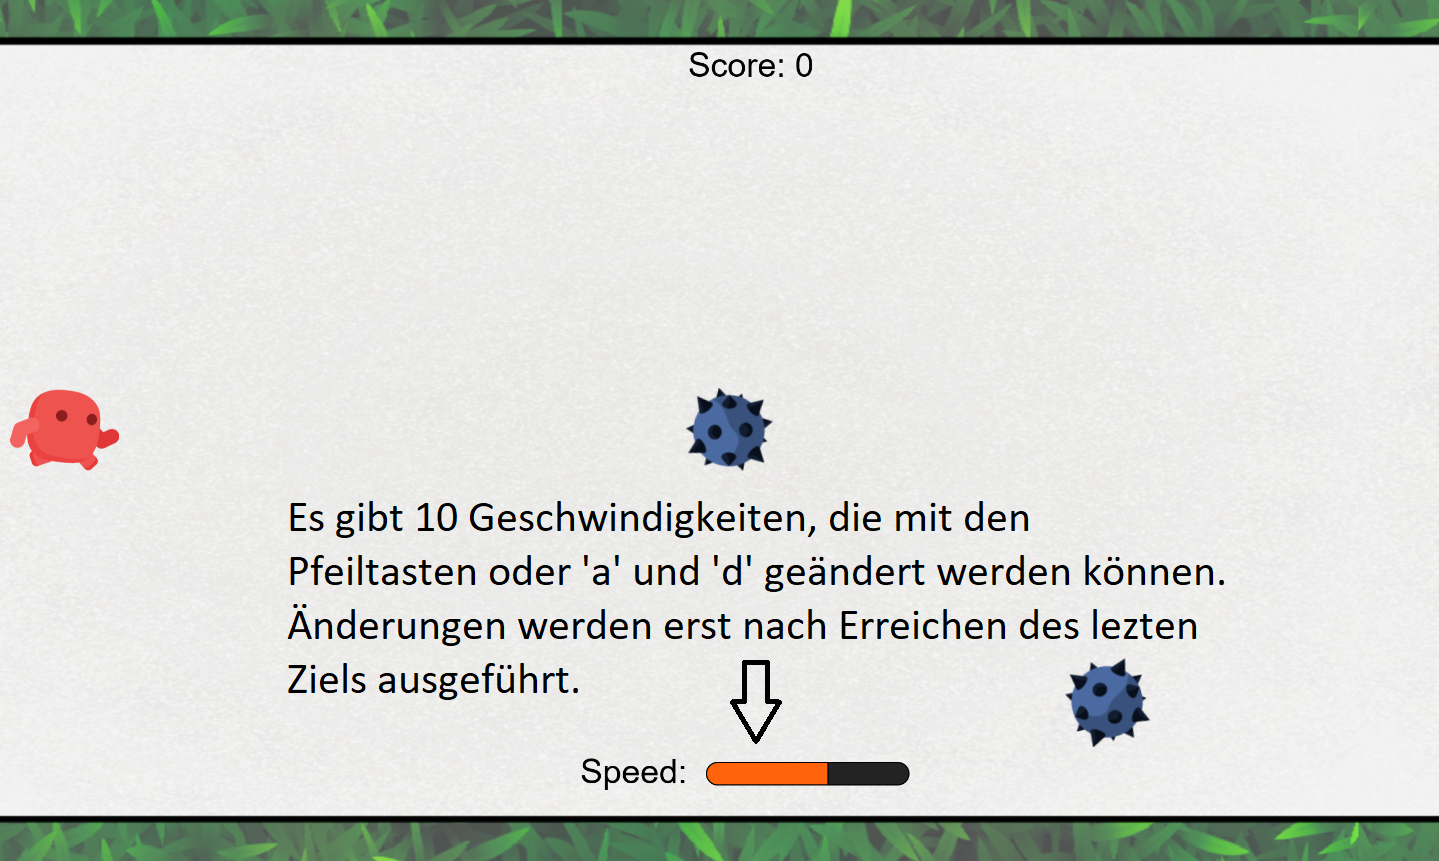 Score: 0
Es gibt 10 Geschwindigkeiten, die mit den
Pfeiltasten oder 'a' und 'd' geändert werden können.
Änderungen werden erst nach Erreichen des lezten
Ziels ausgeführt.
Speed: